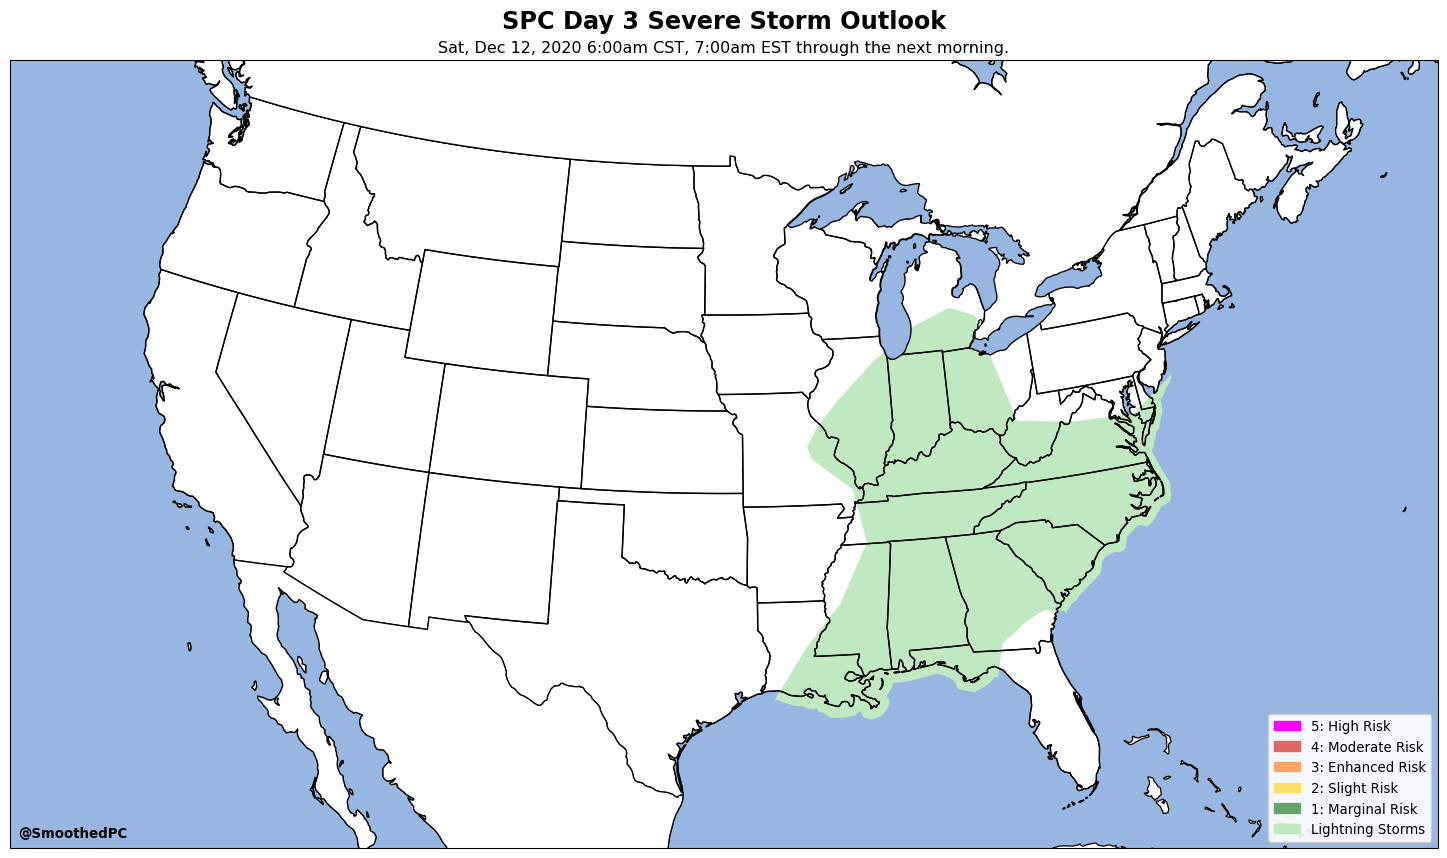 SPC Day 3 Severe Storm Outlook
Sat, Dec 12, 2020 6:00am CST, 7:00am EST through the next morning.
5: High Risk
4: Moderate Risk
3: Enhanced Risk
2: Slight Risk
1: Marginal Risk
Lightning Storms
@SmoothedPC